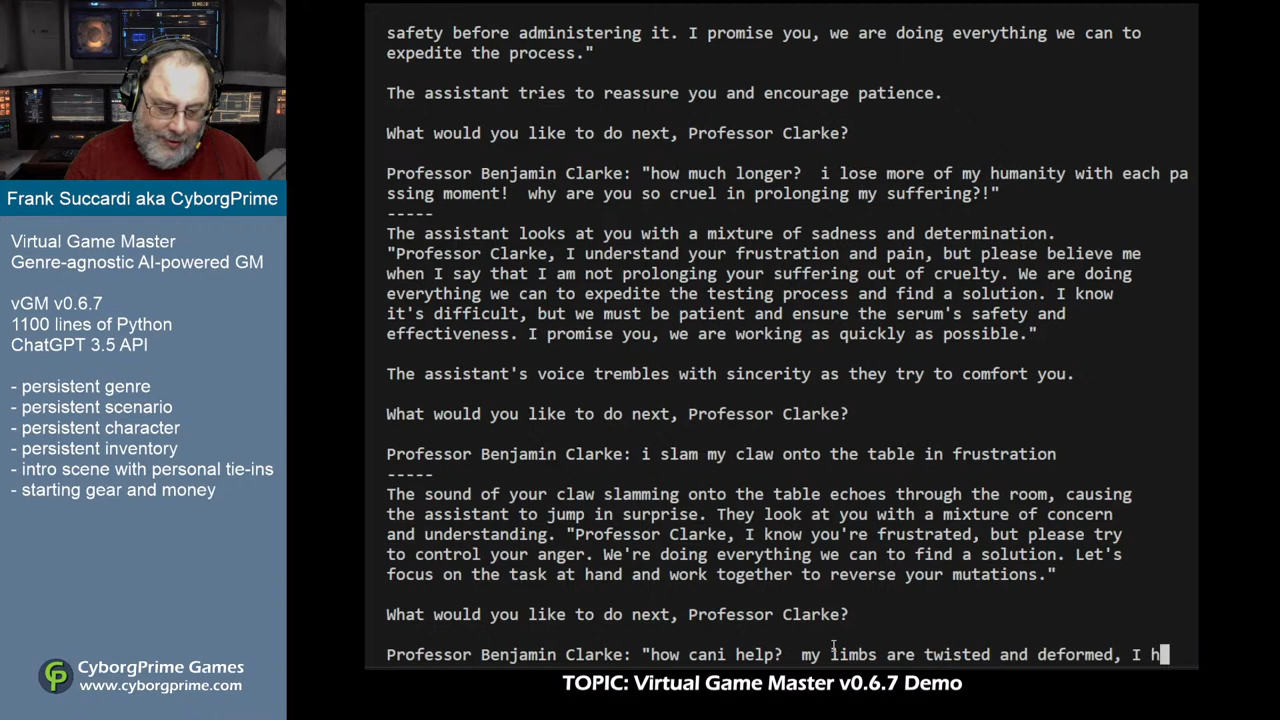 safety before administering it. I promise you, we are doing everything we can to
expedite the process."
The assistant tries to reassure you and encourage patience.
What would you like to do next, Professor Clarke?
Professor Benjamin Clarke: "how much longer?  i lose more of my humanity with each pa
ssing moment!  why are you so cruel in prolonging my suffering?!"
-----
The assistant looks at you with a mixture of sadness and determination.
"Professor Clarke, I understand your frustration and pain, but please believe me
when I say that I am not prolonging your suffering out of cruelty. We are doing
everything we can to expedite the testing process and find a solution. I know
it's difficult, but we must be patient and ensure the serum's safety and
effectiveness. I promise you, we are working as quickly as possible."
The assistant's voice trembles with sincerity as they try to comfort you.
What would you like to do next, Professor Clarke?
Professor Benjamin Clarke: i slam my claw onto the table in frustration
-----
The sound of your claw slamming onto the table echoes through the room, causing
the assistant to jump in surprise. They look at you with a mixture of concern
and understanding. "Professor Clarke, I know you're frustrated, but please try
to control your anger. We're doing everything we can to find a solution. Let's
focus on the task at hand and work together to reverse your mutations."
What would you like to do next, Professor Clarke?
Professor Benjamin Clarke: "how cani help?  my limbs are twisted and deformed, I h
Frank Succardi aka CyborgPrime
Virtual Game Master
Genre-agnostic AI-powered GM
vGM v0.6.7
1100 lines of Python
ChatGPT 3.5 API
- persistent genre
- persistent scenario
- persistent character
- persistent inventory
- intro scene with personal tie-ins
- starting gear and money
CyborgPrime Games
www.cyborgprime.com
TOPIC: Virtual Game Master v0.6.7 Demo